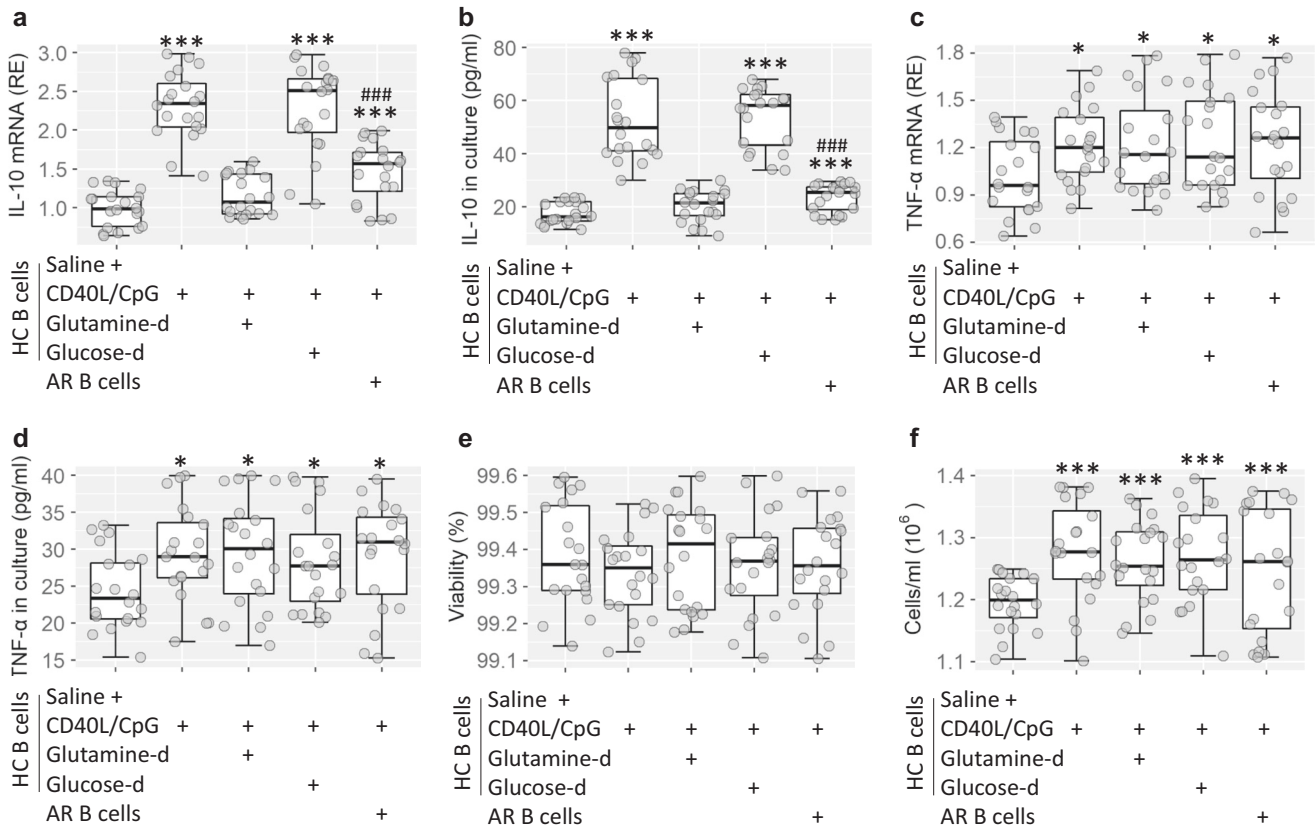 a
IL-10 mRNA (RE)
3.0
2.5
2.0
1.5
1.0
***
***
###
***
HC B cells
Saline +
CD40L/CpG + + + +
Glutamine-d +
Glucose-d +
AR B cells +
b
IL-10 in culture (pg/ml)
80
60
40
20
***
***
###
***
HC B cells
Saline +
CD40L/CpG + + + +
Glutamine-d +
Glucose-d +
AR B cells +
c
TNF-α mRNA (RE)
1.8
1.5
1.2
0.9
0.6
* * * *
HC B cells
Saline +
CD40L/CpG + + + +
Glutamine-d +
Glucose-d +
AR B cells +
d
TNF-α in culture (pg/ml)
40
35
30
25
20
15
* * * *
HC B cells
Saline +
CD40L/CpG + + + +
Glutamine-d +
Glucose-d +
AR B cells +
e
Viability (%)
99.6
99.5
99.4
99.3
99.2
99.1
HC B cells
Saline +
CD40L/CpG + + + +
Glutamine-d +
Glucose-d +
AR B cells +
f
Cells/ml (10⁶)
1.4
1.3
1.2
1.1
*** *** *** ***
HC B cells
Saline +
CD40L/CpG + + + +
Glutamine-d +
Glucose-d +
AR B cells +